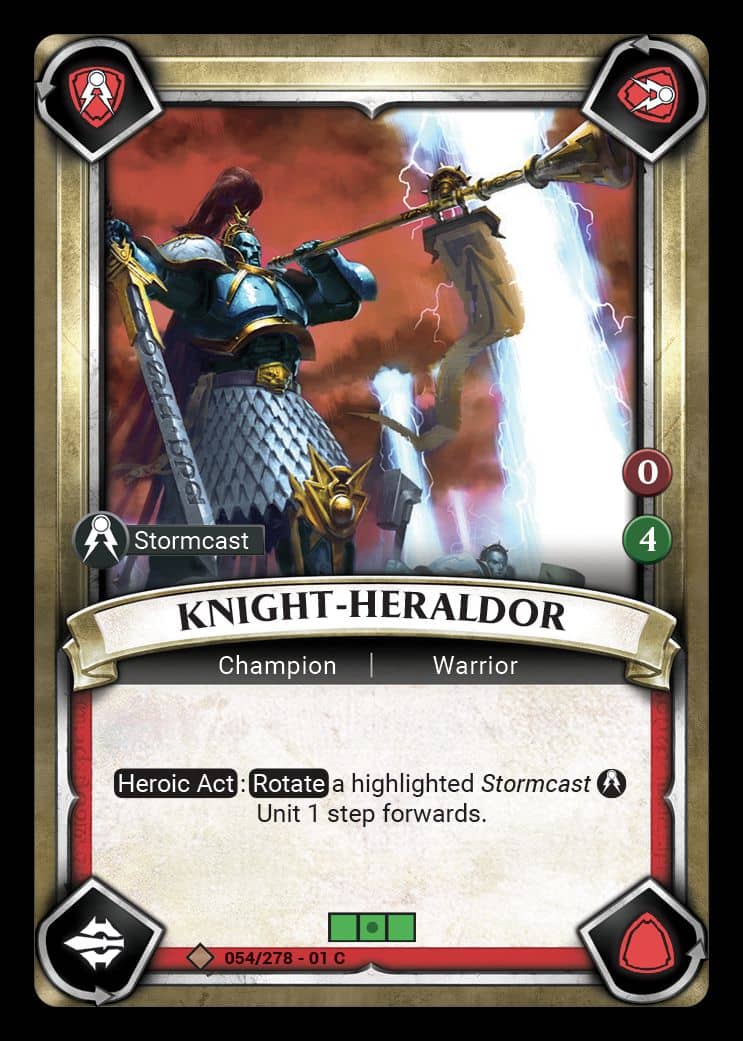 0
Stormcast
4
KNIGHT-HERALDOR
Champion | Warrior
Heroic Act: Rotate a highlighted Stormcast
Unit 1 step forwards.
054/278 - 01 C